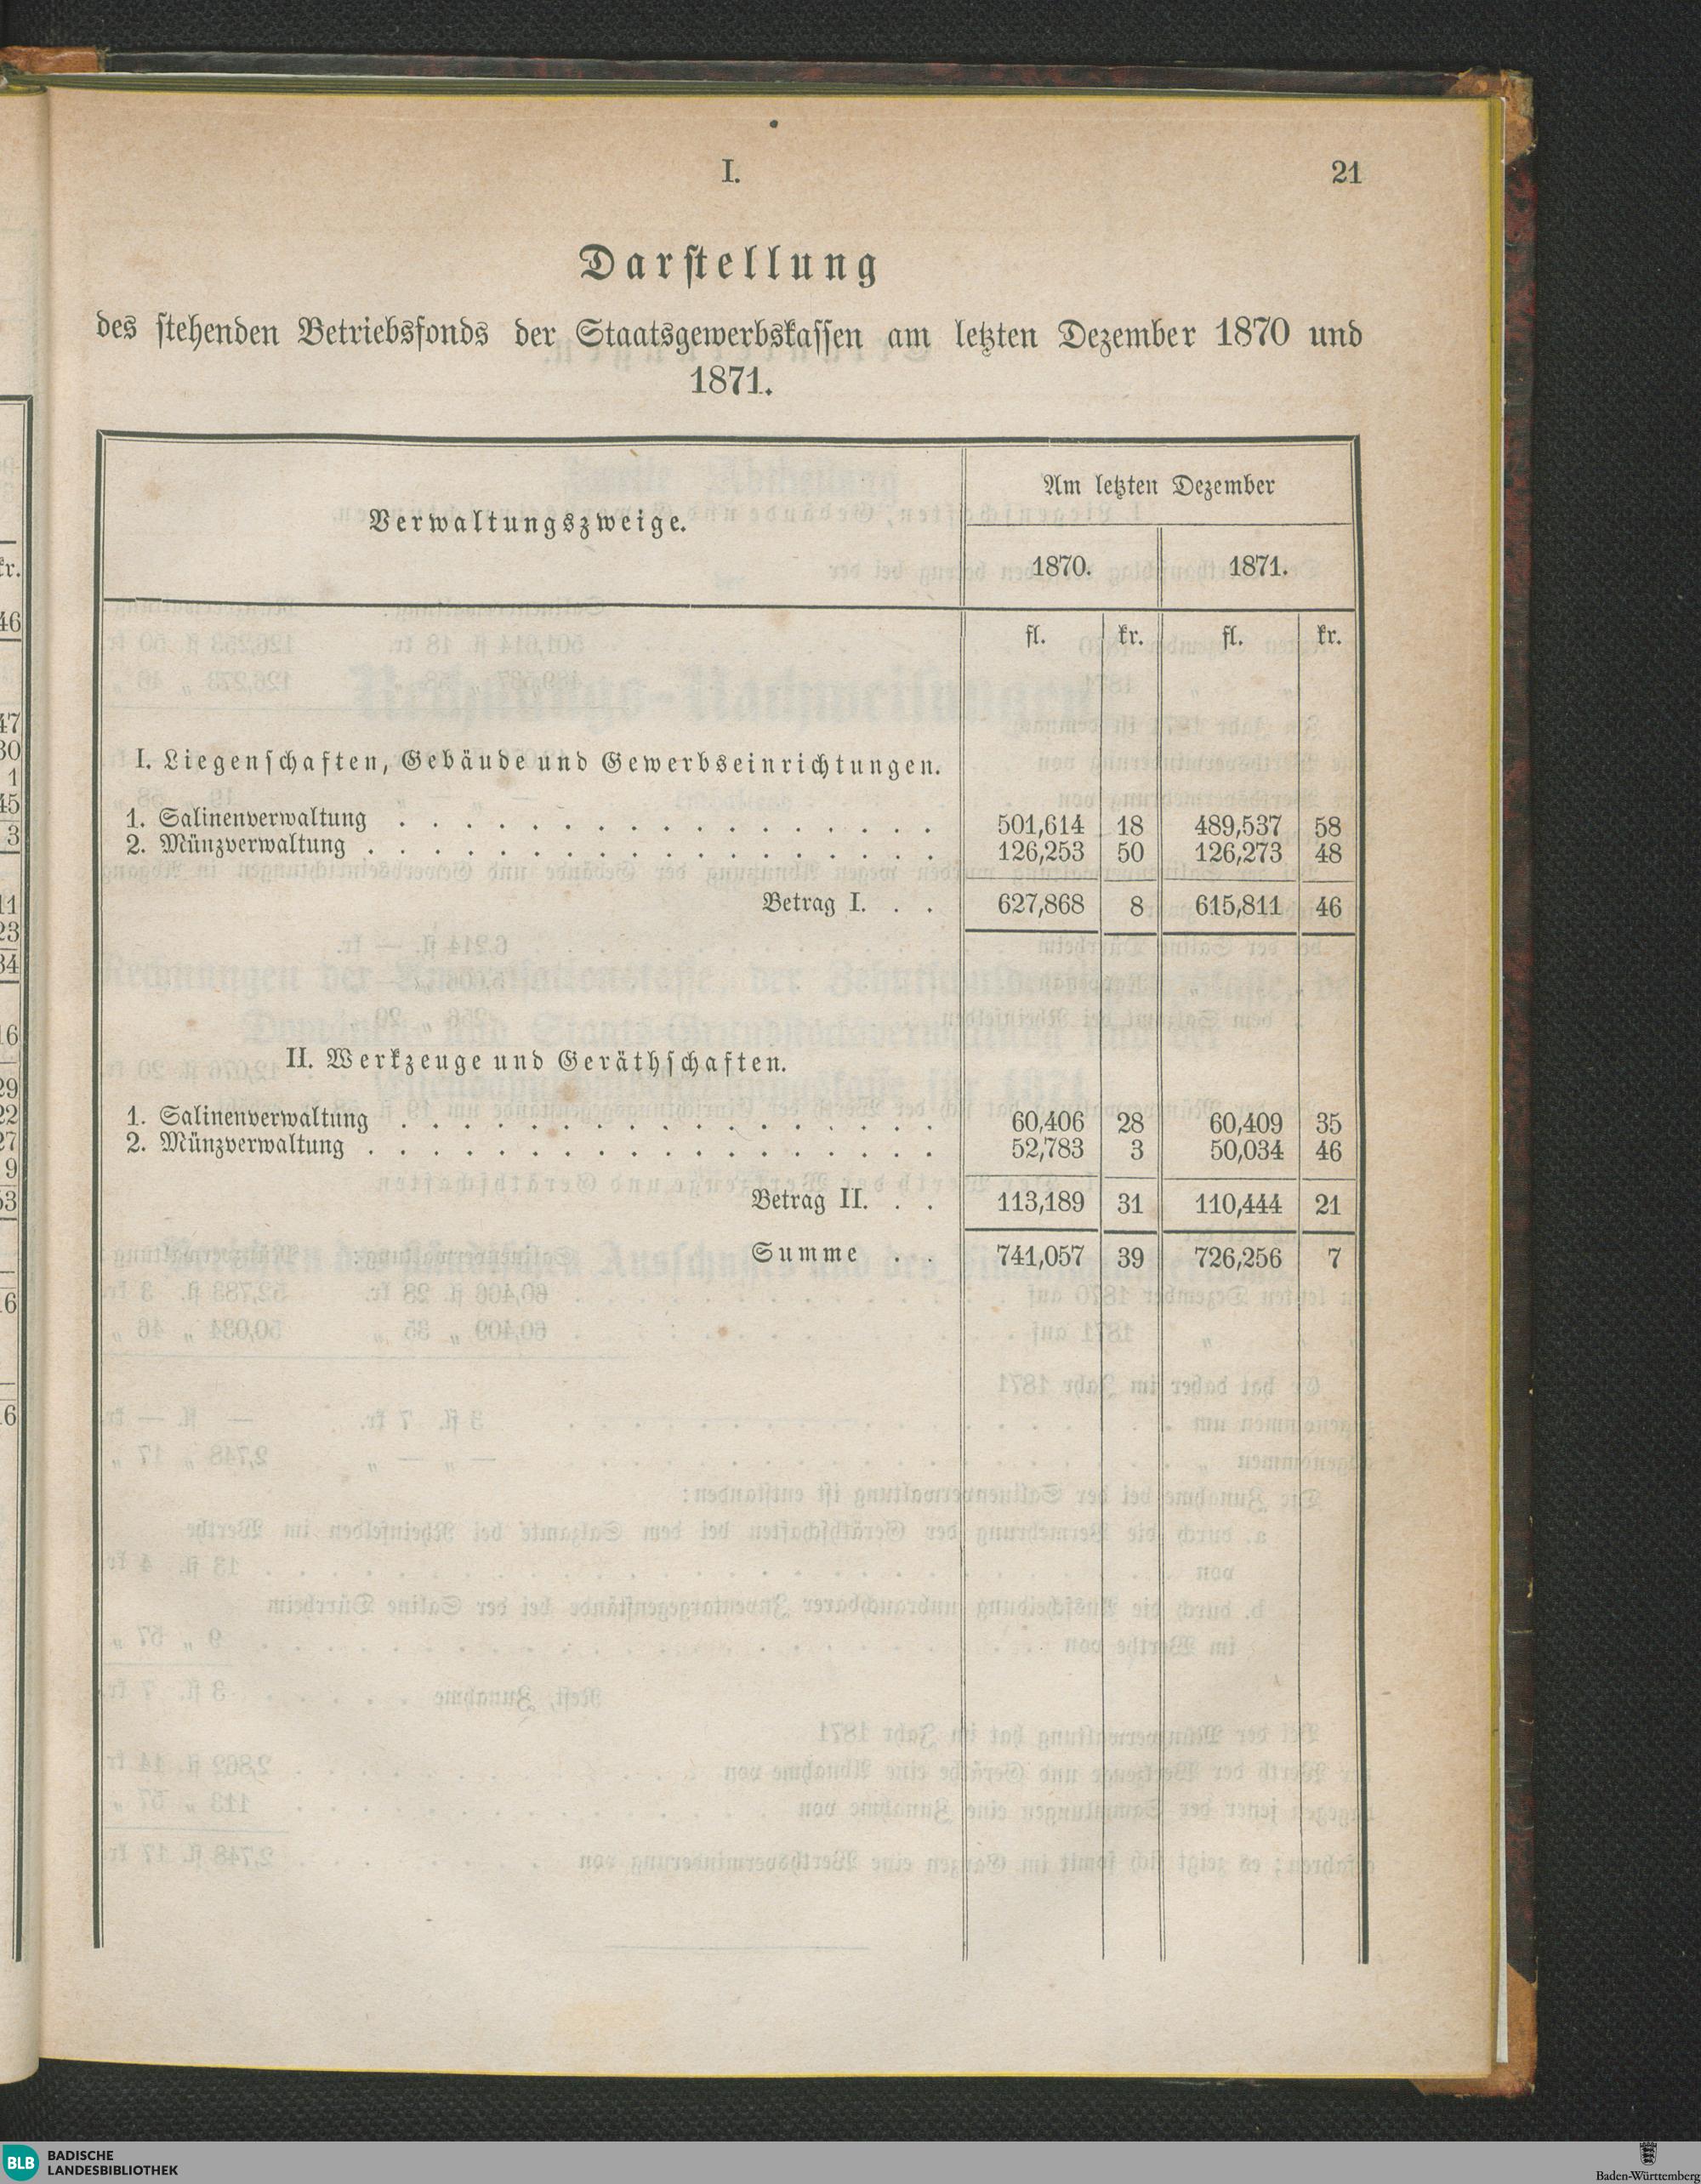 I. 21
Darstellung
des stehenden Betriebsfonds der Staatsgewerbskassen am letzten Dezember 1870 und
1871.
Verwaltungszweige.
Am letzten Dezember
1870. 1871.
fl. kr. fl. kr.
I. Liegenschaften, Gebäude und Gewerbseinrichtungen.
1. Salinenverwaltung . . . . . . . . . . . . . . . . . 501,614 18 489,537 58
2. Münzverwaltung . . . . . . . . . . . . . . . . . . 126,253 50 126,273 48
Betrag I. . . 627,868 8 615,811 46
II. Werkzeuge und Geräthschaften.
1. Salinenverwaltung . . . . . . . . . . . . . . . . . 60,406 28 60,409 35
2. Münzverwaltung . . . . . . . . . . . . . . . . . . 52,783 3 50,034 46
Betrag II. . . 113,189 31 110,444 21
Summe . . 741,057 39 726,256 7
BLB BADISCHE
LANDESBIBLIOTHEK
Baden-Württemberg